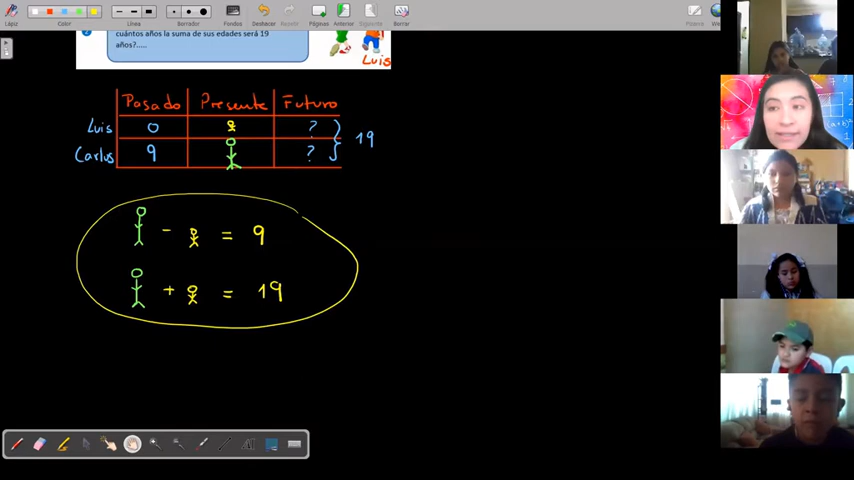 Lápiz Color Línea Borrador Fondos Deshacer Rehacer Páginas Anterior Siguiente Borrar
cuántos años la suma de sus edades será 19
años?.....
Luis
Pasado Presente Futuro
Luis 0 ? 19
Carlos 9 ?
- = 9
+ = 19